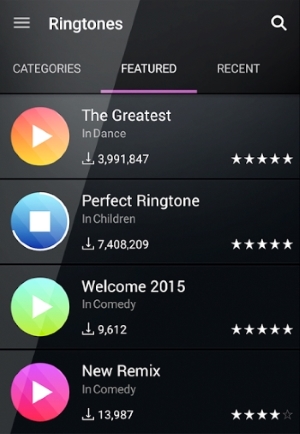 Ringtones
CATEGORIES FEATURED RECENT
The Greatest
In Dance
3,991,847
Perfect Ringtone
In Children
7,408,209
Welcome 2015
In Comedy
9,612
New Remix
In Comedy
13,987